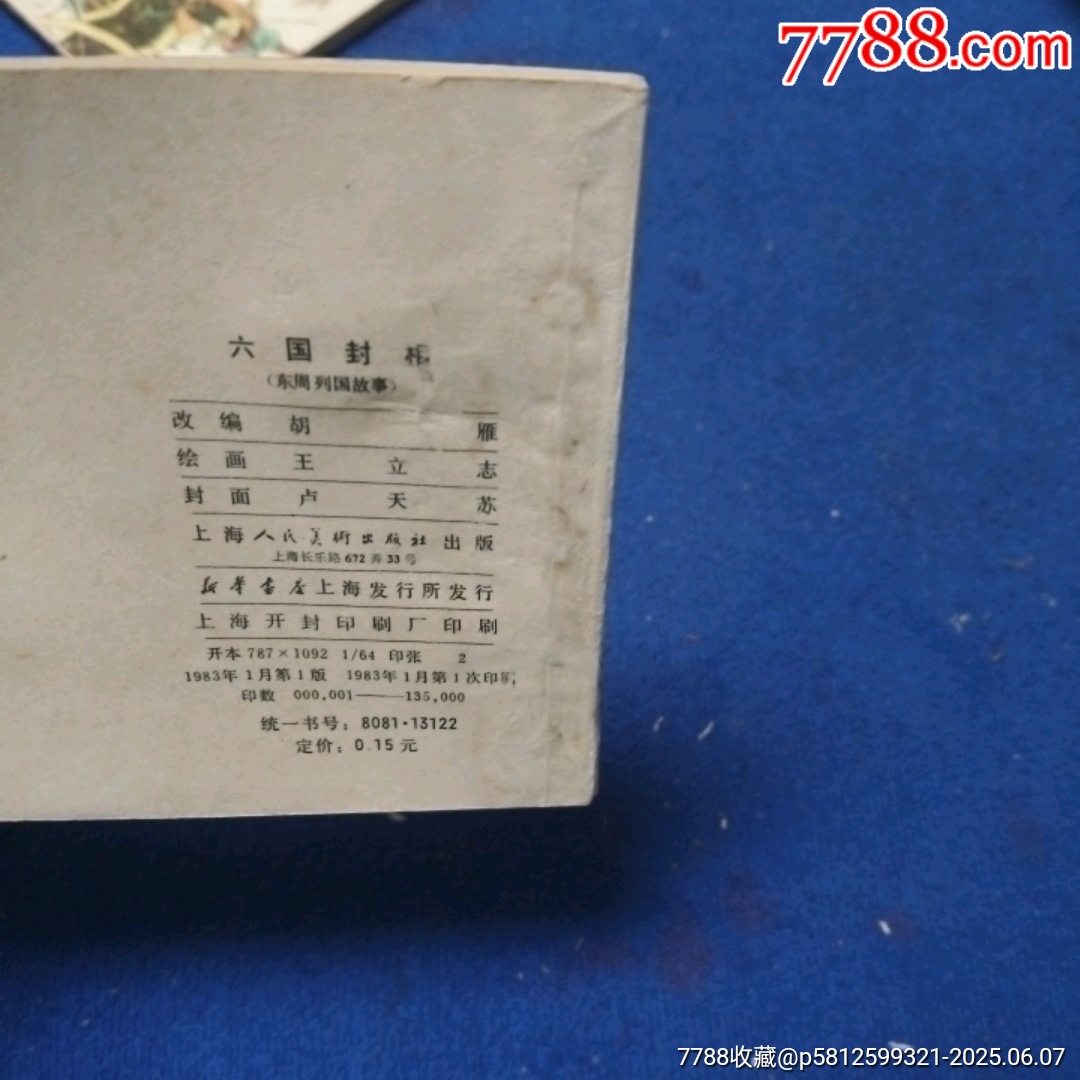 7788.com
六国封相
（东周列国故事）
改编 胡雁
绘画 王立志
封面 卢天苏
上海人民美术出版社出版
上海长乐路672弄33号
新华书店上海发行所发行
上海开封印刷厂印刷
开本 787×1092 1/64 印张 2
1983年1月第1版 1983年1月第1次印刷
印数 000,001——135,000
统一书号：8081·13122
定价：0.15元
7788收藏@p5812599321-2025.06.07